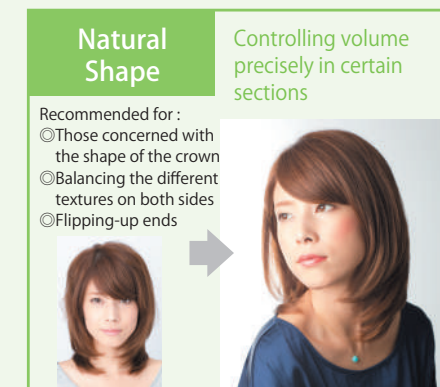 Natural
Shape
Controlling volume
precisely in certain
sections
Recommended for :
◎Those concerned with
the shape of the crown
◎Balancing the different
textures on both sides
◎Flipping-up ends